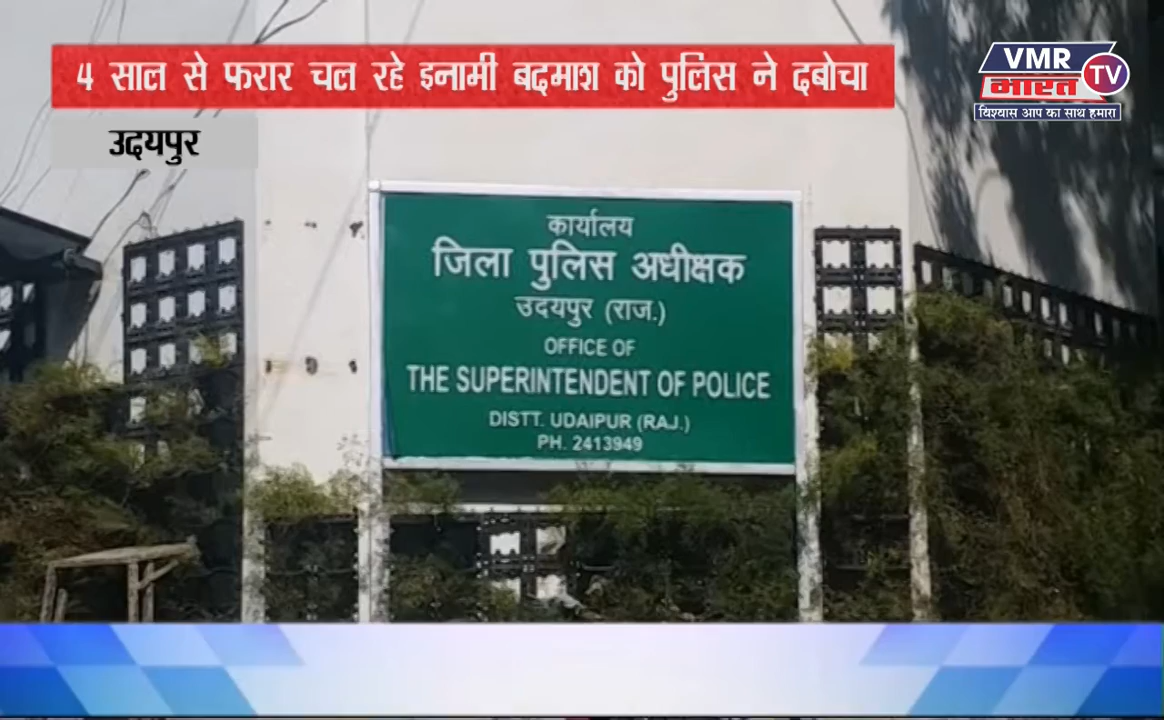 4 साल से फरार चल रहे इनामी बदमाश को पुलिस ने दबोचा
VMR
भारत
TV
विश्वास आप का साथ हमारा
उदयपुर
कार्यालय
जिला पुलिस अधीक्षक
उदयपुर (राज.)
OFFICE OF
THE SUPERINTENDENT OF POLICE
DISTT. UDAIPUR (RAJ.)
PH. 2413949